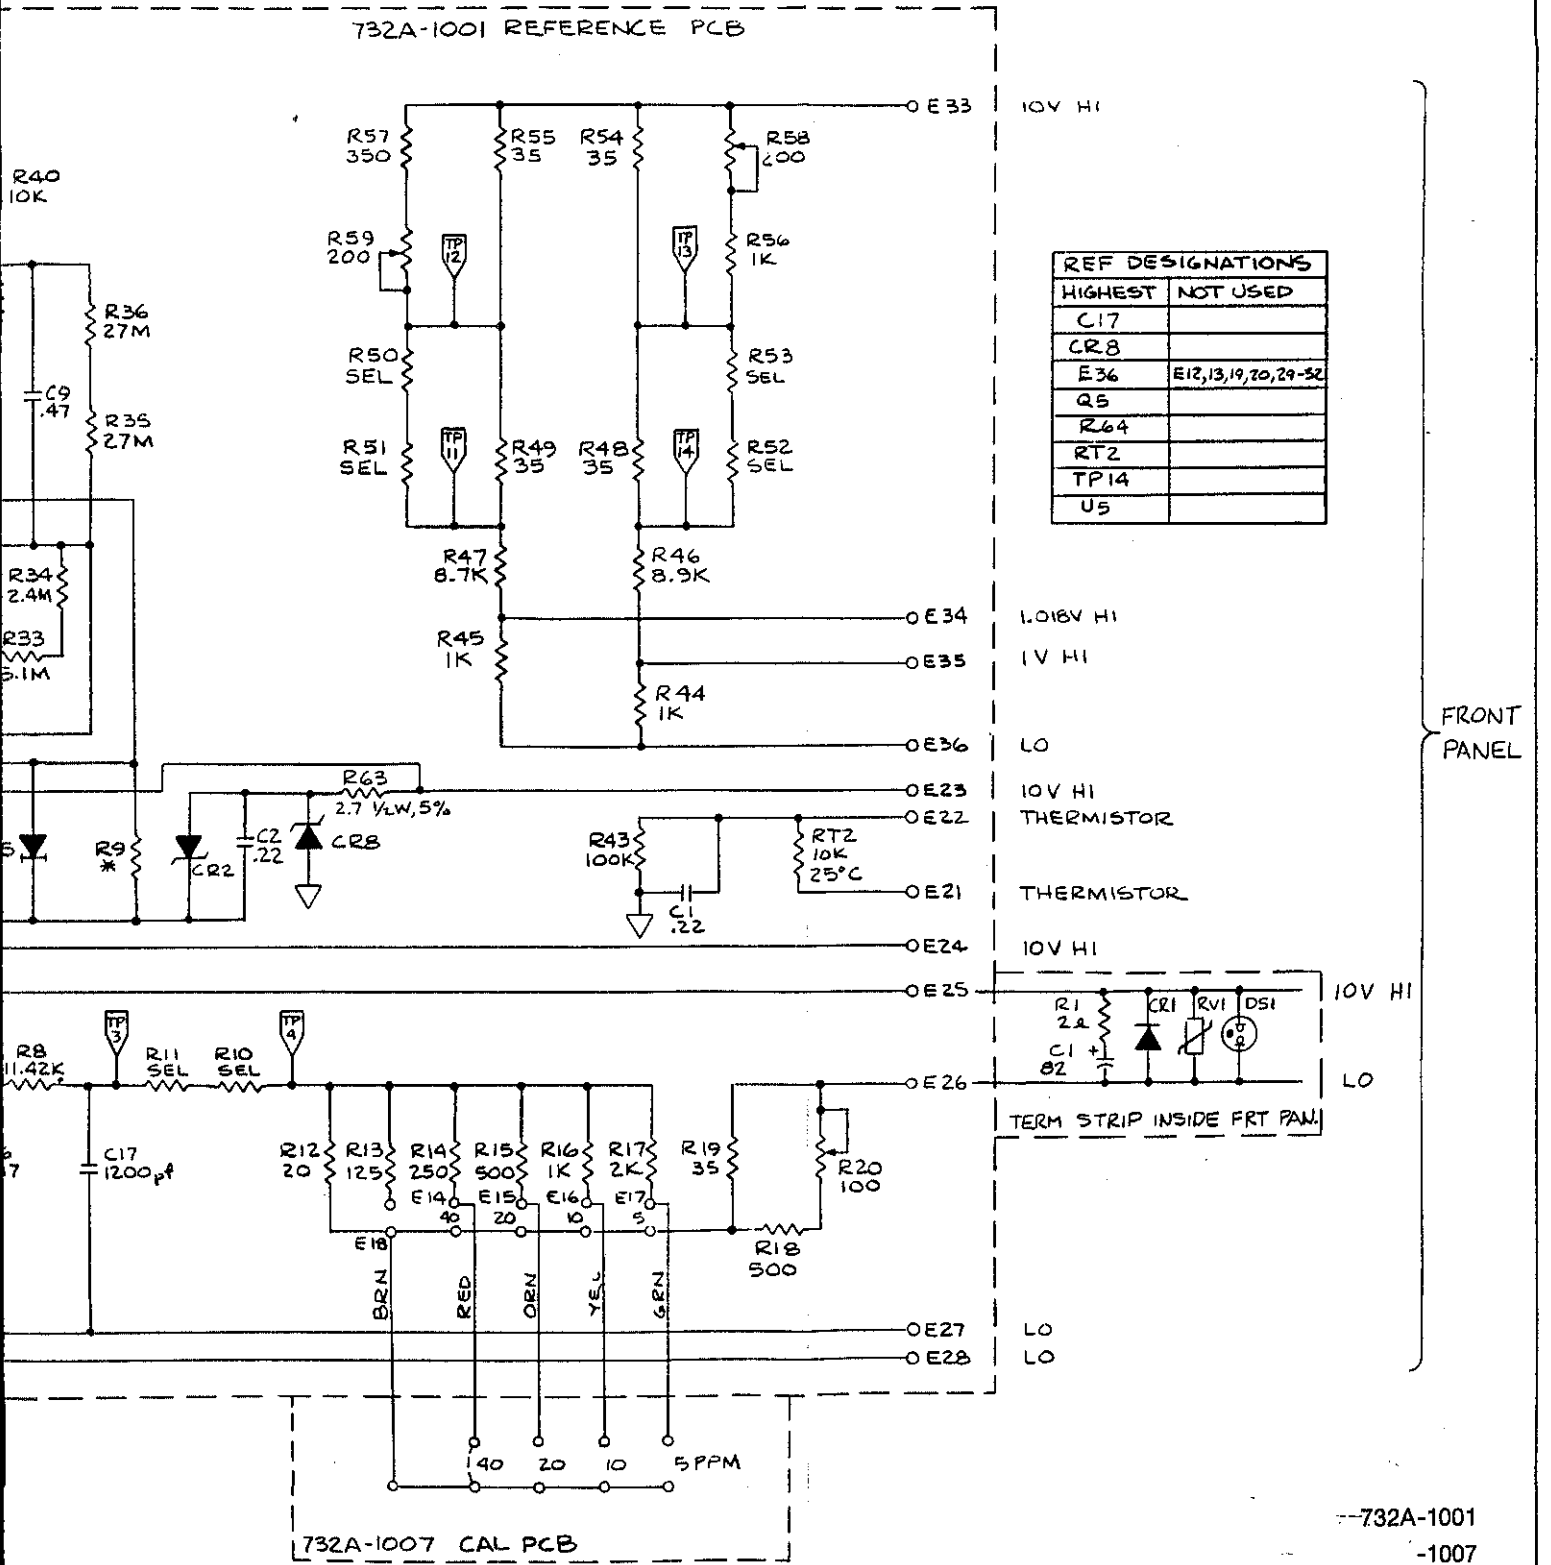 732A-1001 REFERENCE PCB
E33 10V HI
R57
350
R55
35
R54
35
R58
R40
10K
R59
200
TP
12
TP
13
R56
1K
REF DESIGNATIONS
HIGHEST NOT USED
C17
CR8
E36 E12,13,19,20,29-32
Q5
R64
RT2
TP14
U5
R36
27M
R50
SEL
R53
SEL
C9
.47
R35
27M
R51
SEL
TP
11
R49
35
R48
35
TP
14
R52
SEL
R34
2.4M
R47
8.7K
R46
8.9K
E34 1.018V HI
R33
5.1M
R45
1K
E35 1V HI
R44
1K
E36 LO
FRONT
PANEL
R63
2.7 1/2W, 5%
E23 10V HI
E22 THERMISTOR
R9
*
CR2
C2
.22
CR8
R43
100K
RT2
10K
25°C
C1
.22
E21 THERMISTOR
E24 10V HI
E25
10V HI
R1
2Ω
CR1
RV1
DS1
C1 +
82
TP
3
TP
4
R8
11.42K
R11
SEL
R10
SEL
E26
LO
TERM STRIP INSIDE FRT PAN.
C17
1200pf
R12
20
R13
125
R14
250
R15
500
R16
1K
R17
2K
R19
35
R20
100
E14
40
E15
20
E16
10
E17
5
E18
R18
500
BRN
RED
ORN
YEL
GRN
E27 LO
E28 LO
40 20 10 5PPM
732A-1007 CAL PCB
732A-1001
-1007